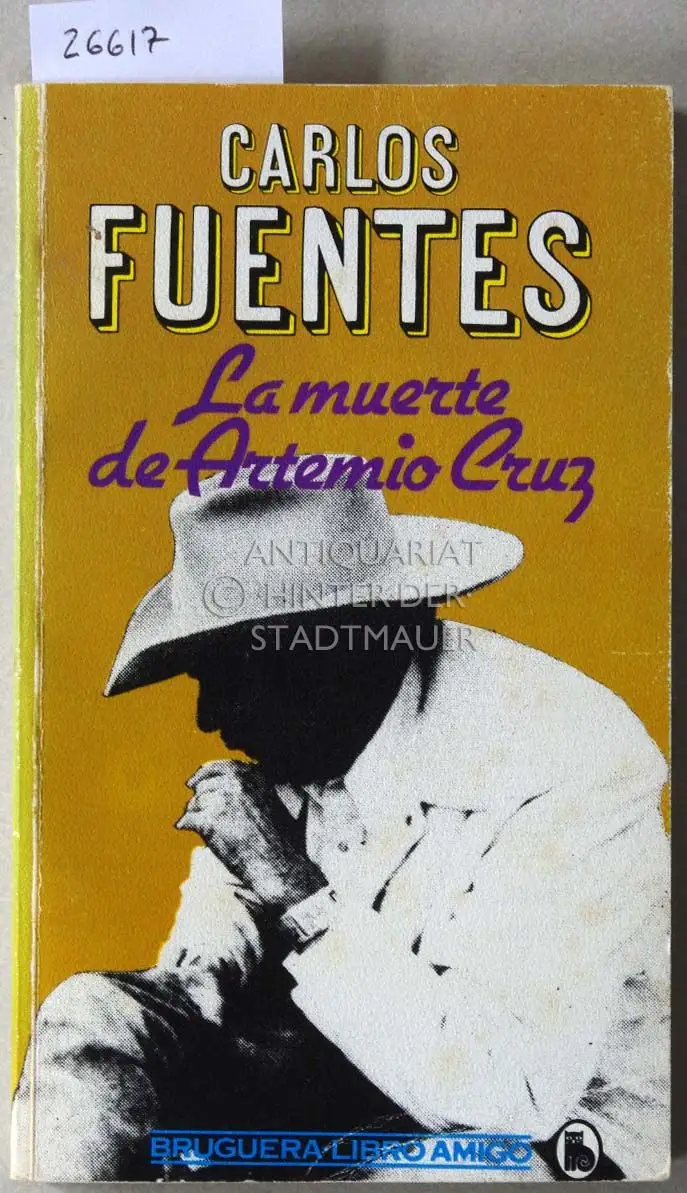 26617
CARLOS
FUENTES
La muerte
de Artemio Cruz
ANTIQUARIAT
© HINTER DER
STADTMAUER
BRUGUERA-LIBRO AMIGO